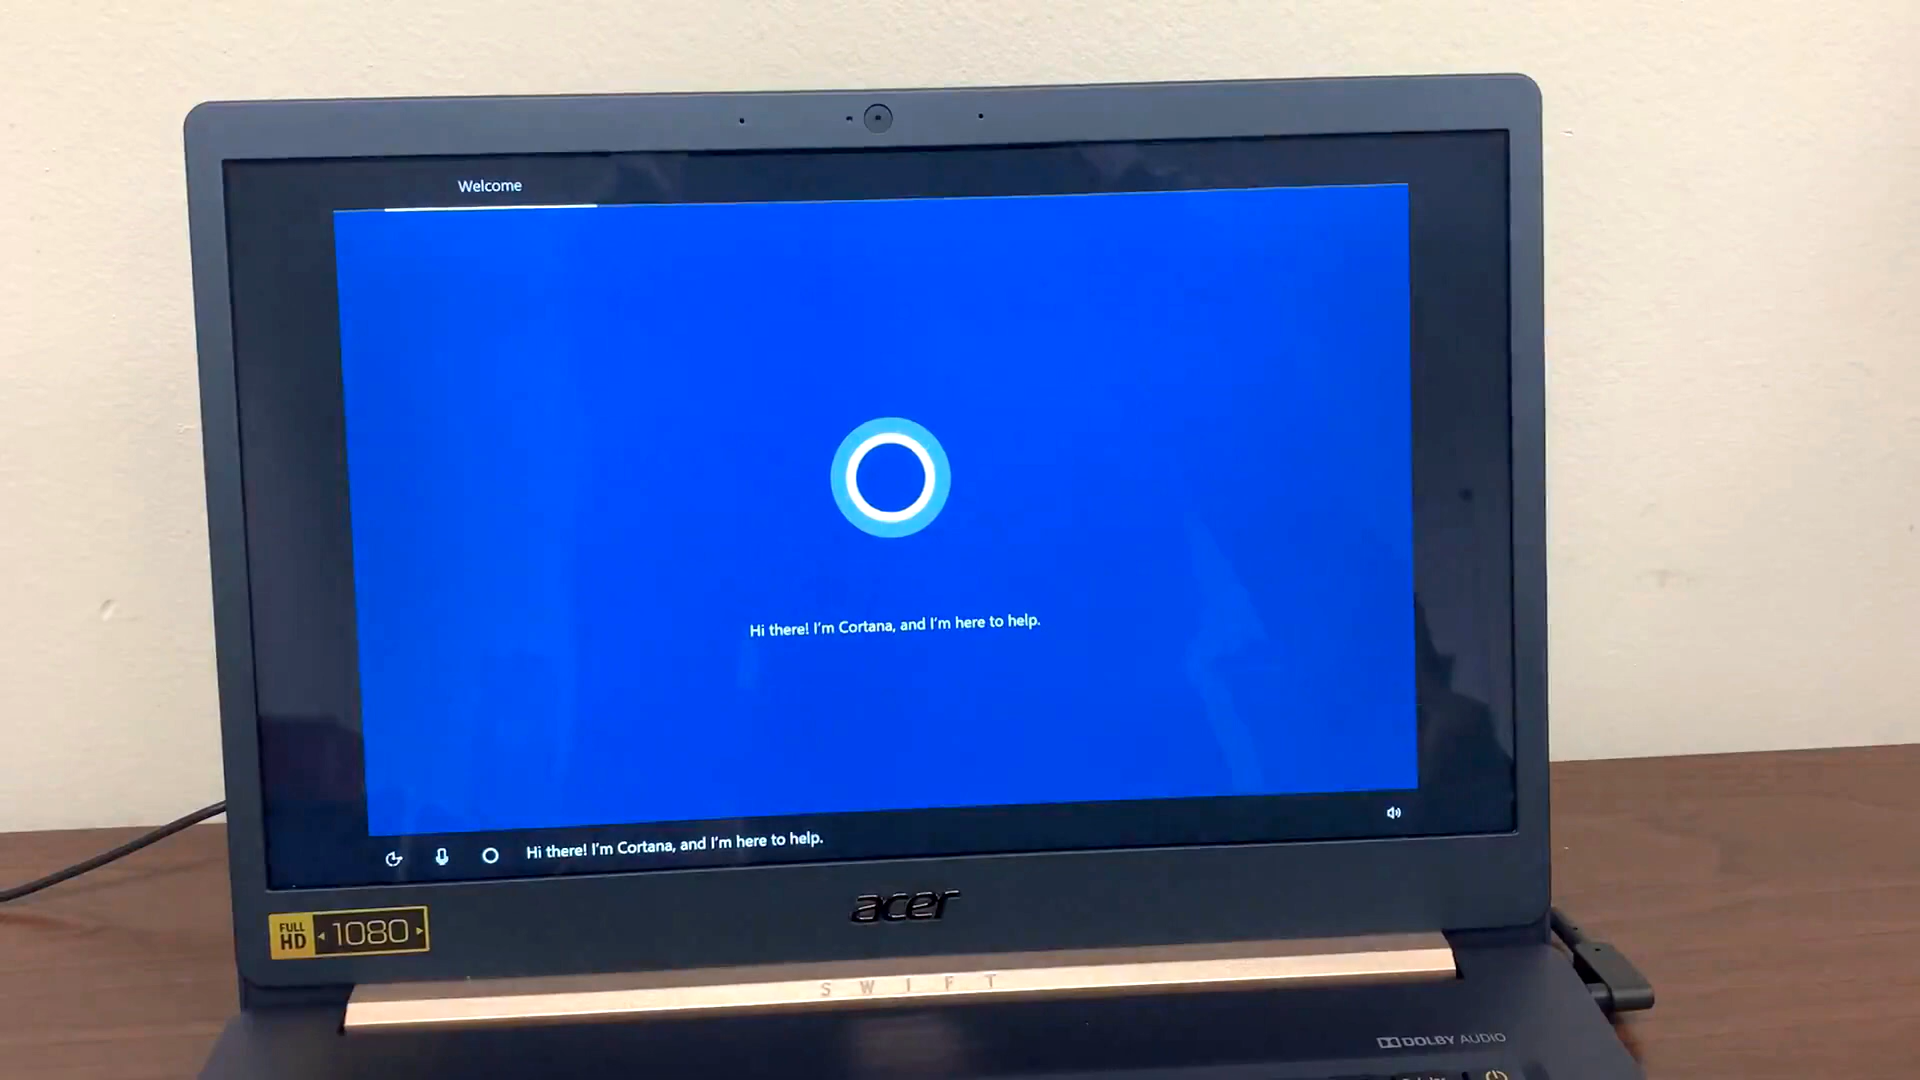 Welcome
Hi there! I'm Cortana, and I'm here to help.
Hi there! I'm Cortana, and I'm here to help.
acer
FULL HD 1080
SWIFT
DOLBY AUDIO